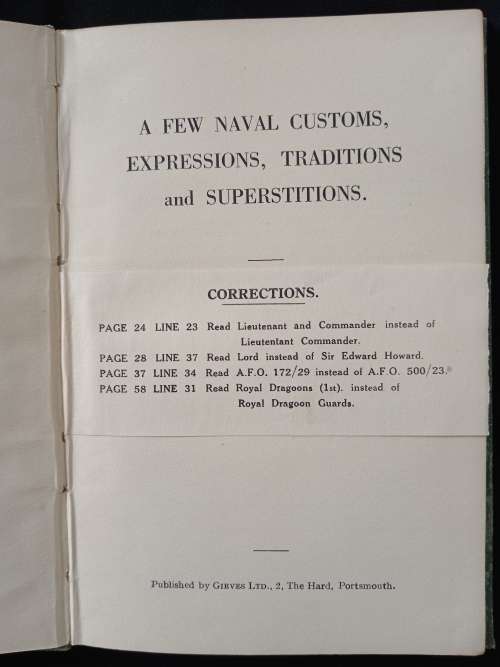 A FEW NAVAL CUSTOMS,
EXPRESSIONS, TRADITIONS
and SUPERSTITIONS.
CORRECTIONS.
PAGE 24 LINE 23 Read Lieutenant and Commander instead of
Lieutentant Commander.
PAGE 28 LINE 37 Read Lord instead of Sir Edward Howard.
PAGE 37 LINE 34 Read A.F.O. 172/29 instead of A.F.O. 500/23.
PAGE 58 LINE 31 Read Royal Dragoons (1st). instead of
Royal Dragoon Guards.
Published by GIEVES LTD., 2, The Hard, Portsmouth.